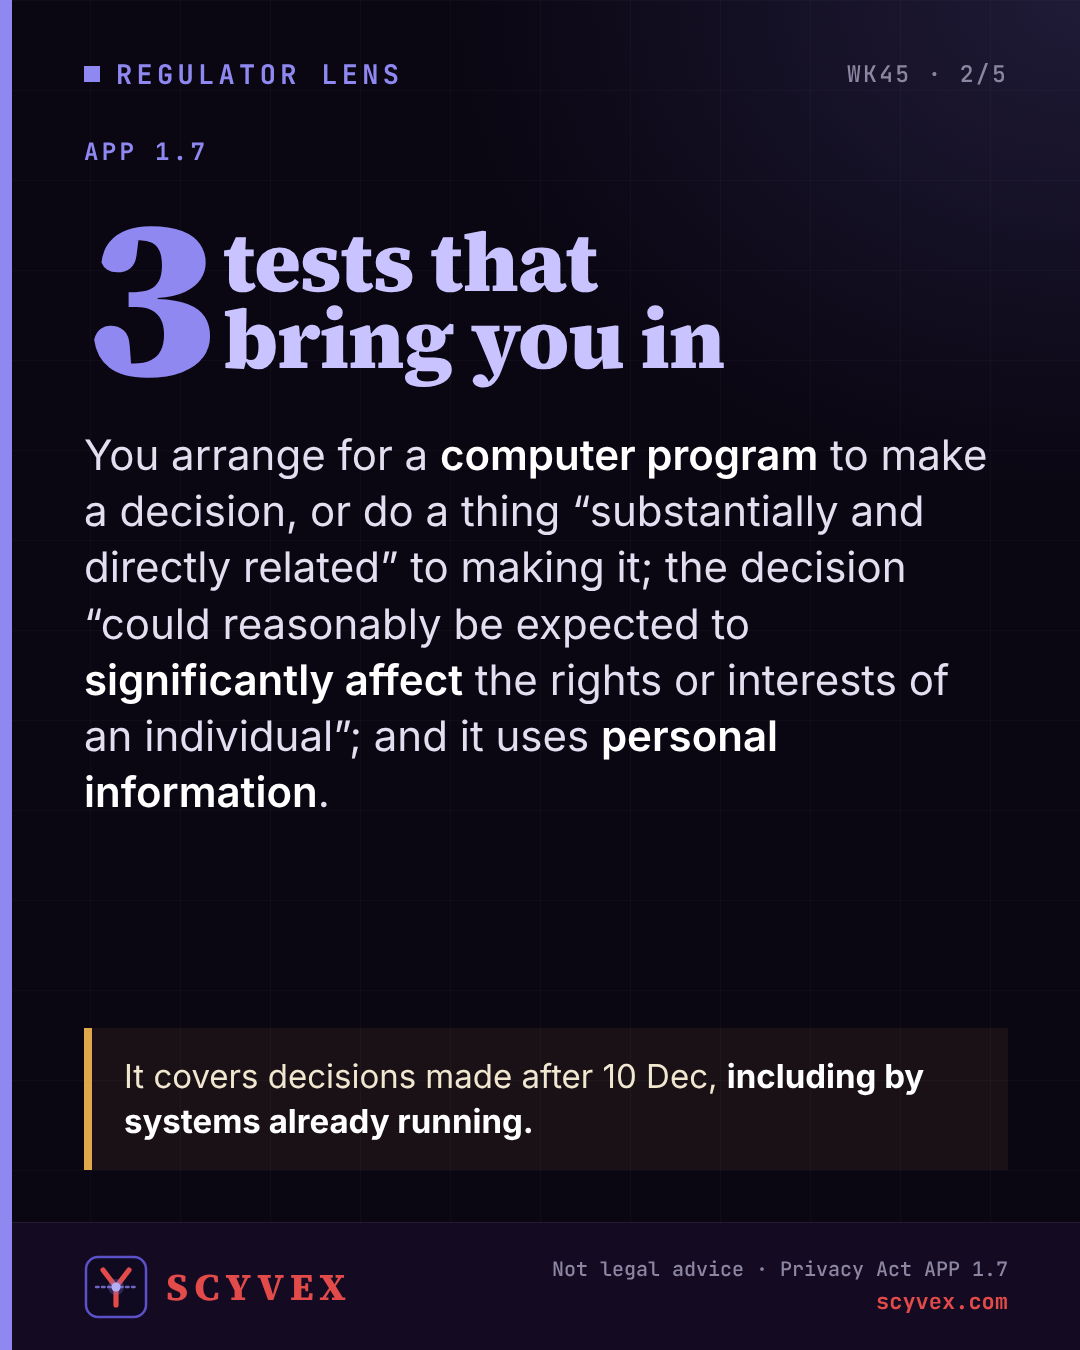 REGULATOR LENS
WK45 · 2/5
APP 1.7
3 tests that
bring you in
You arrange for a computer program to make
a decision, or do a thing “substantially and
directly related” to making it; the decision
“could reasonably be expected to
significantly affect the rights or interests of
an individual”; and it uses personal
information.
It covers decisions made after 10 Dec, including by
systems already running.
SCYVEX
Not legal advice · Privacy Act APP 1.7
scyvex.com